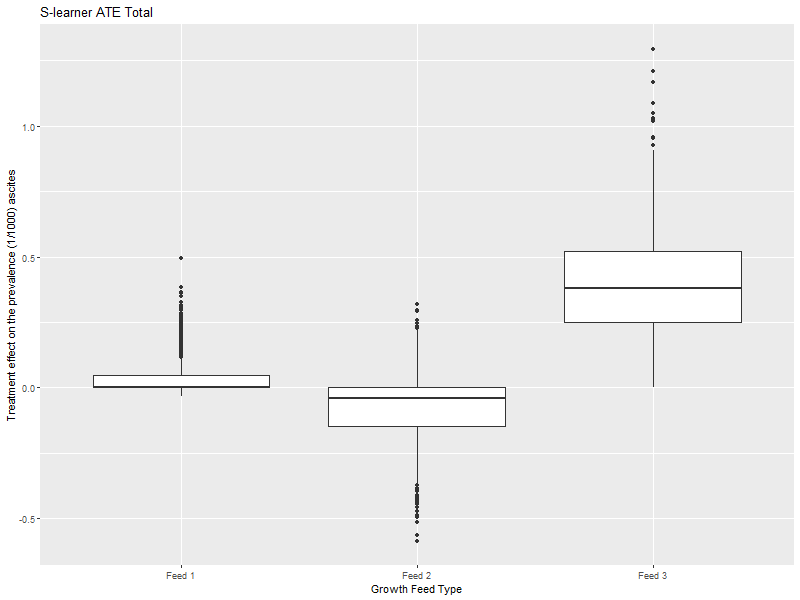 S-learner ATE Total
Treatment effect on the prevalence (1/1000) ascites
1.0
0.5
0.0
-0.5
Feed 1
Feed 2
Feed 3
Growth Feed Type